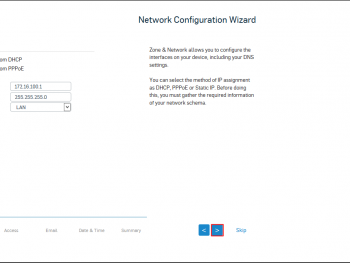 Network Configuration Wizard
om DHCP
om PPPoE
172.16.100.1
255.255.255.0
LAN
Zone & Network allows you to configure the
interfaces on your device, including your DNS
settings.
You can select the method of IP assignment
as DHCP, PPPoE or Static IP. Before doing
this, you must gather the required information
of your network schema.
Access Email Date & Time Summary < > Skip